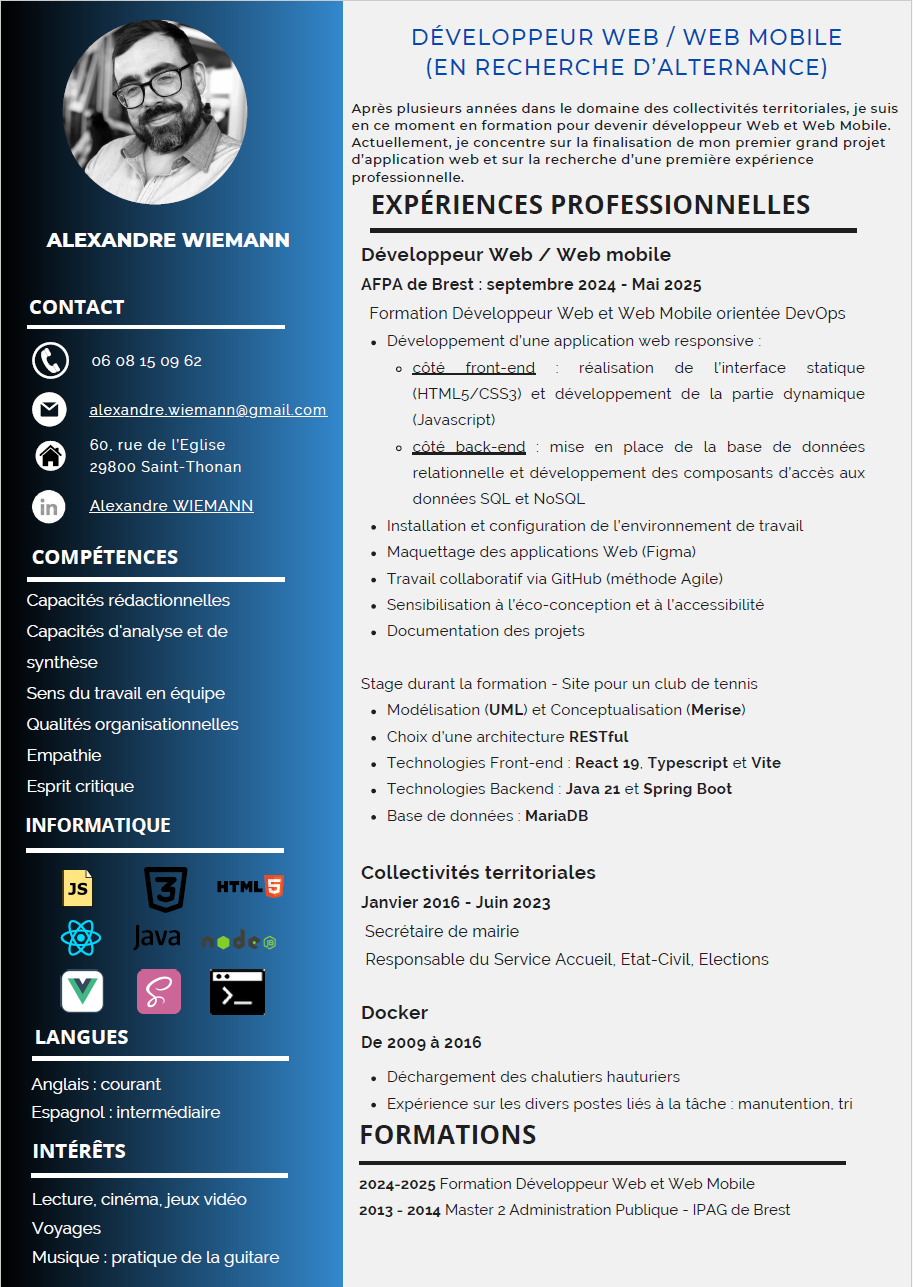 ALEXANDRE WIEMANN
CONTACT
06 08 15 09 62
alexandre.wiemann@gmail.com
60, rue de l'Eglise
29800 Saint-Thonan
in
Alexandre WIEMANN
COMPÉTENCES
Capacités rédactionnelles
Capacités d'analyse et de
synthèse
Sens du travail en équipe
Qualités organisationnelles
Empathie
Esprit critique
INFORMATIQUE
JS 3 HTML5
Java node JS
S >_
LANGUES
Anglais : courant
Espagnol : intermédiaire
INTÉRÊTS
Lecture, cinéma, jeux vidéo
Voyages
Musique : pratique de la guitare
DÉVELOPPEUR WEB / WEB MOBILE
(EN RECHERCHE D'ALTERNANCE)
Après plusieurs années dans le domaine des collectivités territoriales, je suis
en ce moment en formation pour devenir développeur Web et Web Mobile.
Actuellement, je concentre sur la finalisation de mon premier grand projet
d'application web et sur la recherche d'une première expérience
professionnelle.
EXPÉRIENCES PROFESSIONNELLES
Développeur Web / Web mobile
AFPA de Brest : septembre 2024 - Mai 2025
Formation Développeur Web et Web Mobile orientée DevOps
• Développement d'une application web responsive :
◦ côté front-end : réalisation de l'interface statique
(HTML5/CSS3) et développement de la partie dynamique
(Javascript)
◦ côté back-end : mise en place de la base de données
relationnelle et développement des composants d'accès aux
données SQL et NoSQL
• Installation et configuration de l'environnement de travail
• Maquettage des applications Web (Figma)
• Travail collaboratif via GitHub (méthode Agile)
• Sensibilisation à l'éco-conception et à l'accessibilité
• Documentation des projets
Stage durant la formation - Site pour un club de tennis
• Modélisation (UML) et Conceptualisation (Merise)
• Choix d'une architecture RESTful
• Technologies Front-end : React 19, Typescript et Vite
• Technologies Backend : Java 21 et Spring Boot
• Base de données : MariaDB
Collectivités territoriales
Janvier 2016 - Juin 2023
Secrétaire de mairie
Responsable du Service Accueil, Etat-Civil, Elections
Docker
De 2009 à 2016
• Déchargement des chalutiers hauturiers
• Expérience sur les divers postes liés à la tâche : manutention, tri
FORMATIONS
2024-2025 Formation Développeur Web et Web Mobile
2013 - 2014 Master 2 Administration Publique - IPAG de Brest